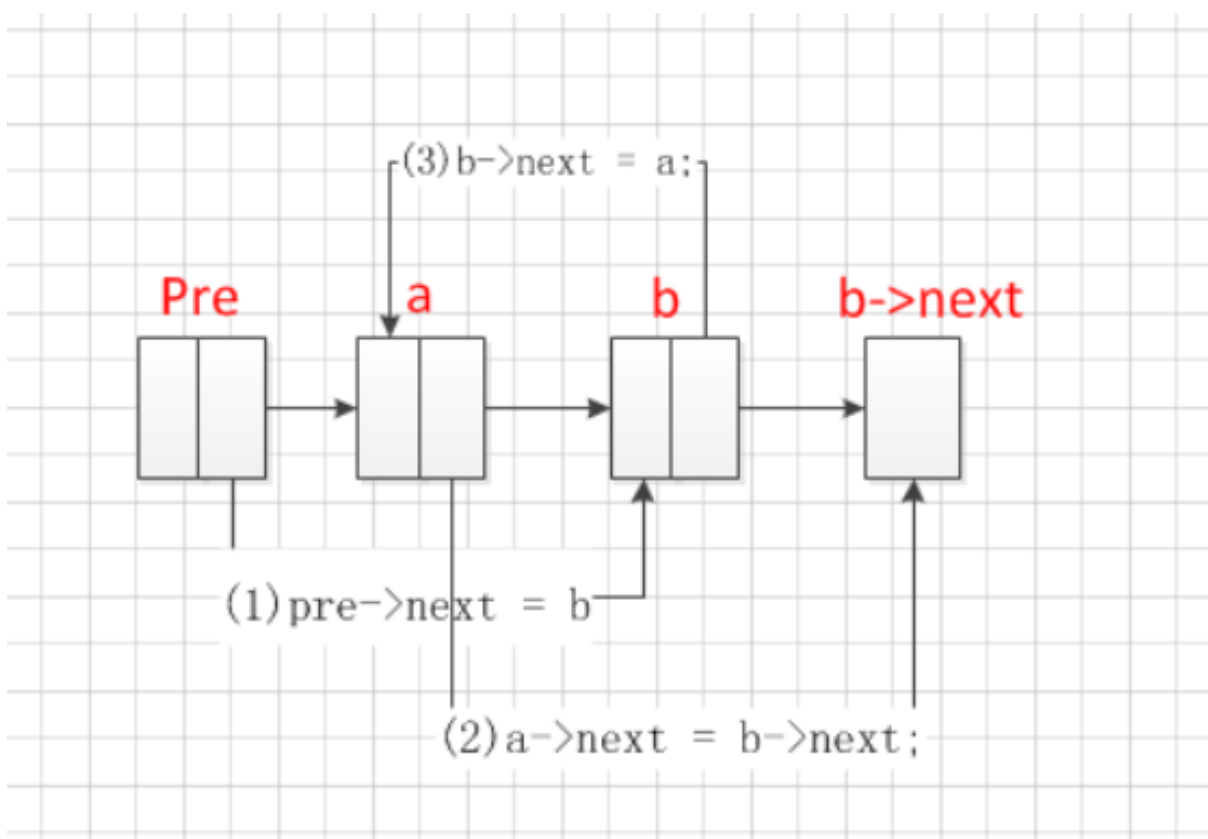 (3)b->next = a;
Pre a b b->next
(1)pre->next = b
(2)a->next = b->next;